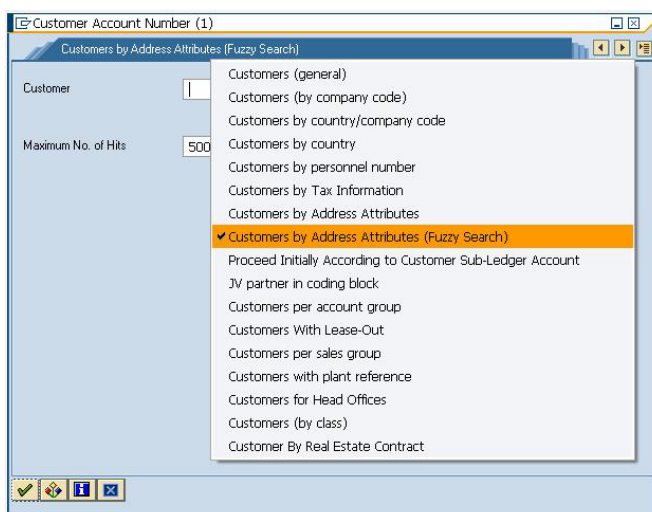 Customer Account Number (1)
Customers by Address Attributes (Fuzzy Search)
Customer
Maximum No. of Hits
500
Customers (general)
Customers (by company code)
Customers by country/company code
Customers by country
Customers by personnel number
Customers by Tax Information
Customers by Address Attributes
Customers by Address Attributes (Fuzzy Search)
Proceed Initially According to Customer Sub-Ledger Account
JV partner in coding block
Customers per account group
Customers With Lease-Out
Customers per sales group
Customers with plant reference
Customers for Head Offices
Customers (by class)
Customer By Real Estate Contract